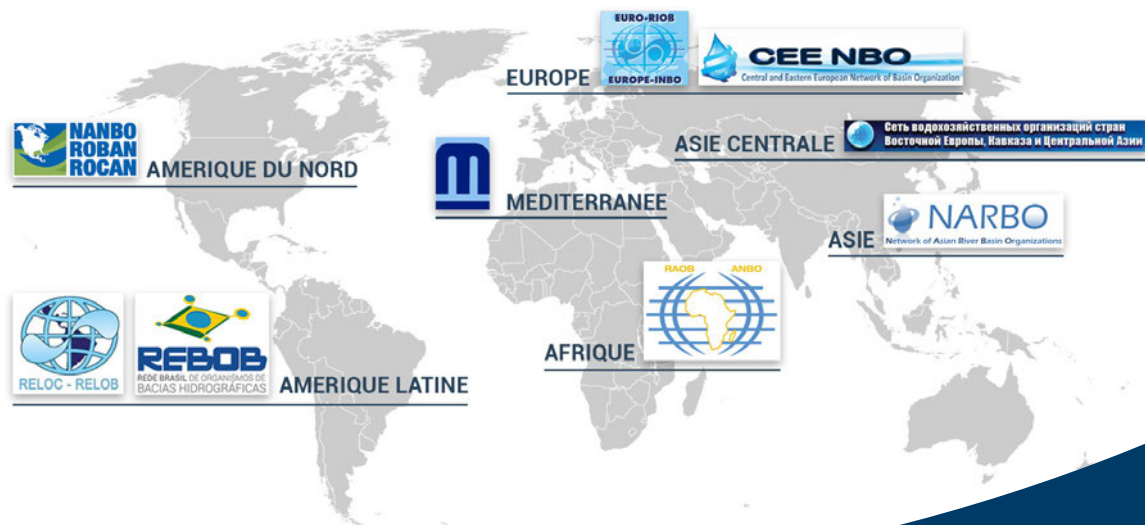 EURO-RIOB
EUROPE-INBO
CEE NBO
Central and Eastern European Network of Basin Organization
EUROPE
NANBO
ROBAN
ROCAN
AMERIQUE DU NORD
ASIE CENTRALE
Сеть водохозяйственных организаций стран
Восточной Европы, Кавказа и Центральной Азии
MEDITERRANEE
NARBO
Network of Asian River Basin Organizations
ASIE
RAOB ANBO
AFRIQUE
RELOC - RELOB
REBOB
REDE BRASIL DE ORGANISMOS DE
BACIAS HIDROGRÁFICAS
AMERIQUE LATINE